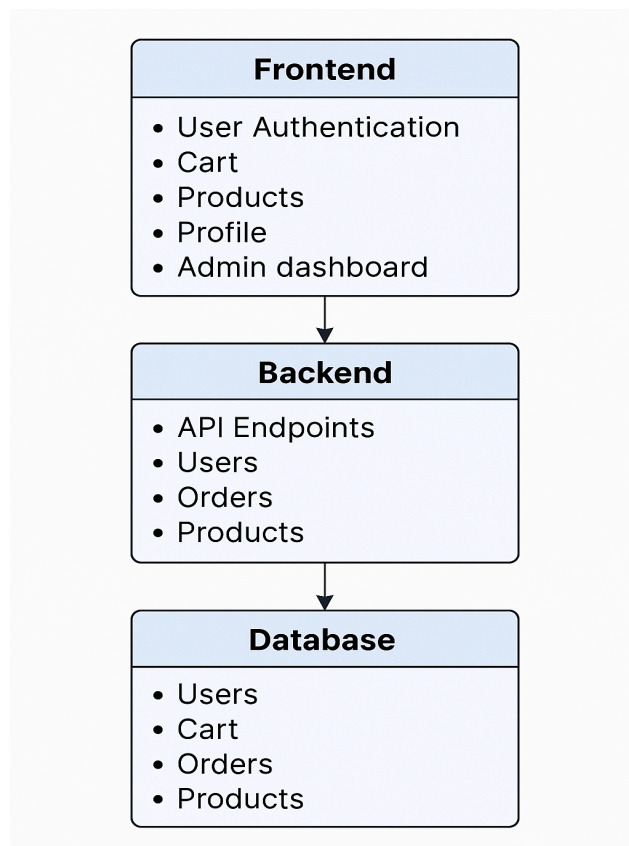 Frontend
• User Authentication
• Cart
• Products
• Profile
• Admin dashboard
Backend
• API Endpoints
• Users
• Orders
• Products
Database
• Users
• Cart
• Orders
• Products